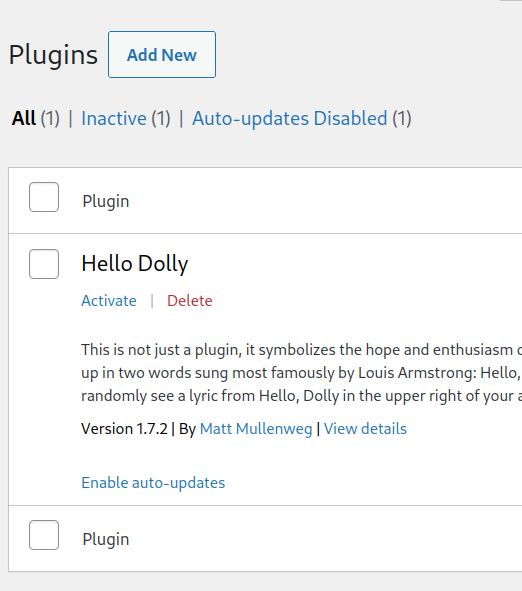 Plugins Add New
All (1) | Inactive (1) | Auto-updates Disabled (1)
Plugin
Hello Dolly
Activate | Delete
This is not just a plugin, it symbolizes the hope and enthusiasm
up in two words sung most famously by Louis Armstrong: Hello,
randomly see a lyric from Hello, Dolly in the upper right of your
Version 1.7.2 | By Matt Mullenweg | View details
Enable auto-updates
Plugin